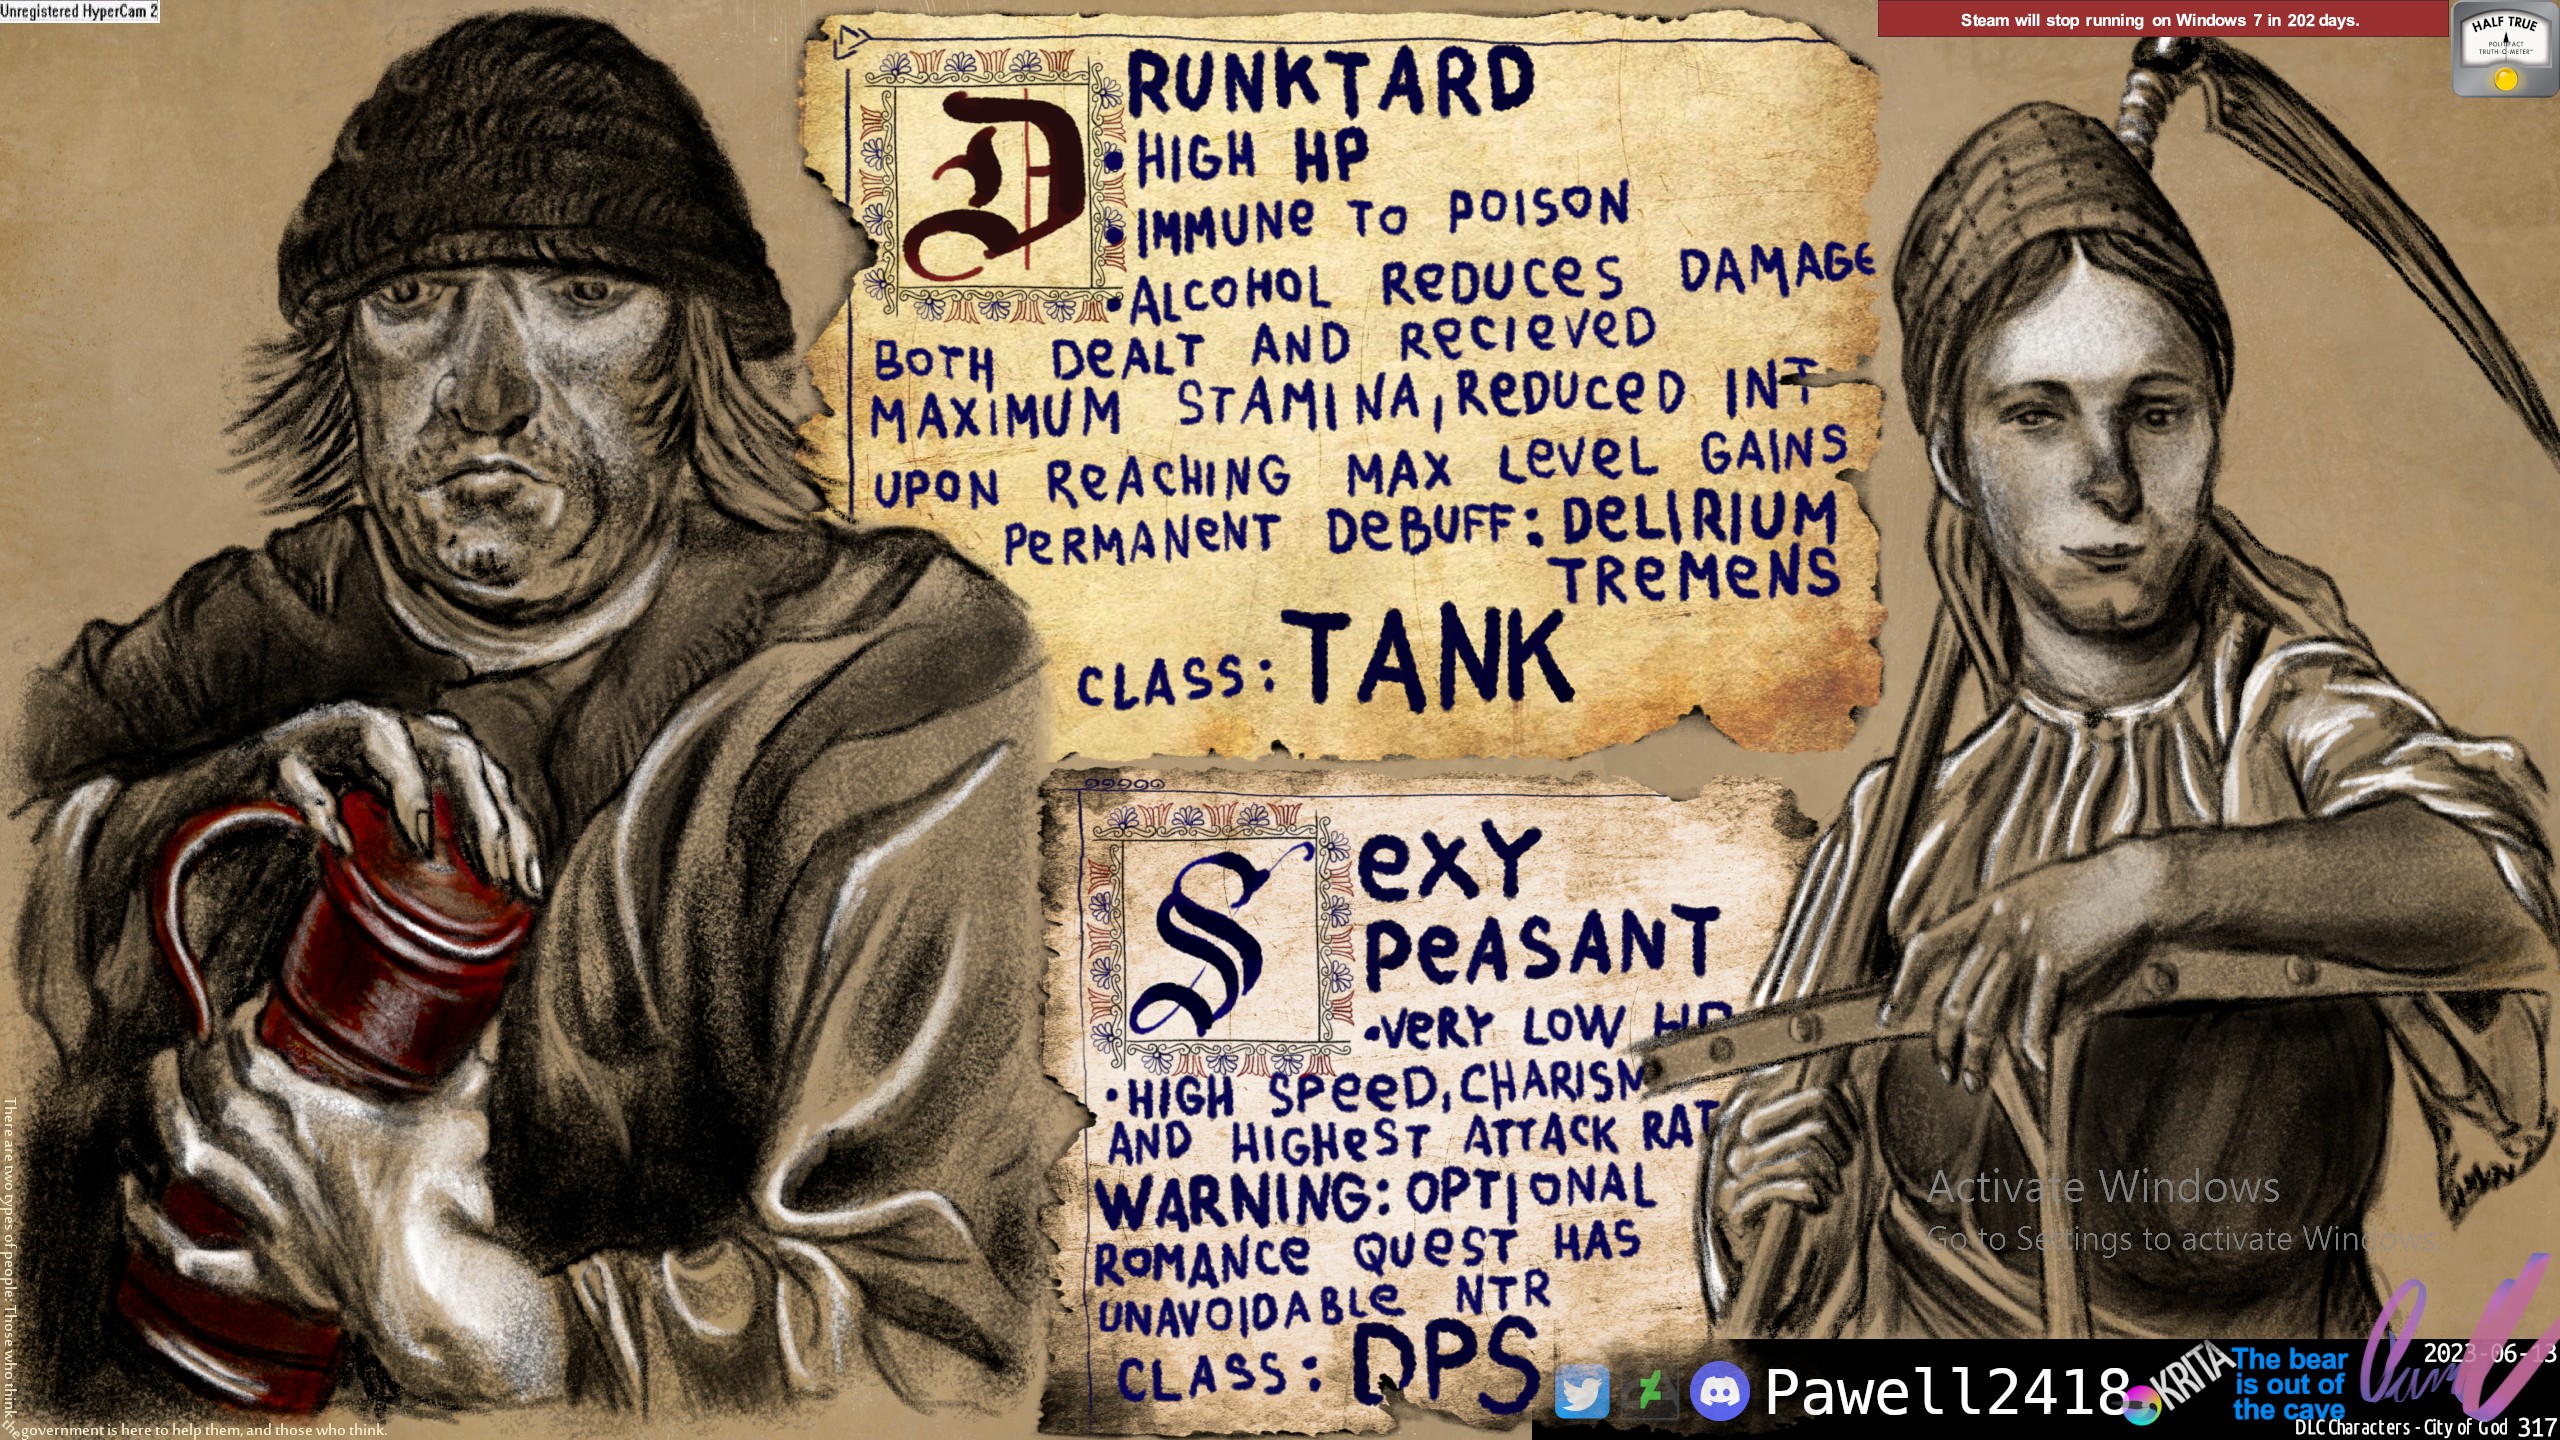 Unregistered HyperCam 2
Steam will stop running on Windows 7 in 202 days.
HALF TRUE
POLITIFACT
TRUTH-O-METER™
DRUNKTARD
•HIGH HP
•IMMUNE TO POISON
•ALCOHOL REDUCES DAMAGE
BOTH DEALT AND RECIEVED
MAXIMUM STAMINA, REDUCED INT
UPON REACHING MAX LEVEL GAINS
PERMANENT DEBUFF: DELIRIUM
TREMENS
CLASS: TANK
SEXY
PEASANT
•VERY LOW HP
•HIGH SPEED, CHARISM
AND HIGHEST ATTACK RAT
WARNING: OPTIONAL
ROMANCE QUEST HAS
UNAVOIDABLE NTR
CLASS: DPS
Activate Windows
Go to Settings to activate Windows.
Pawell2418
KRITA
The bear
is out of
the cave
2023-06-13
DLC Characters - City of God 317
There are two types of people: Those who think the government is here to help them, and those who think.